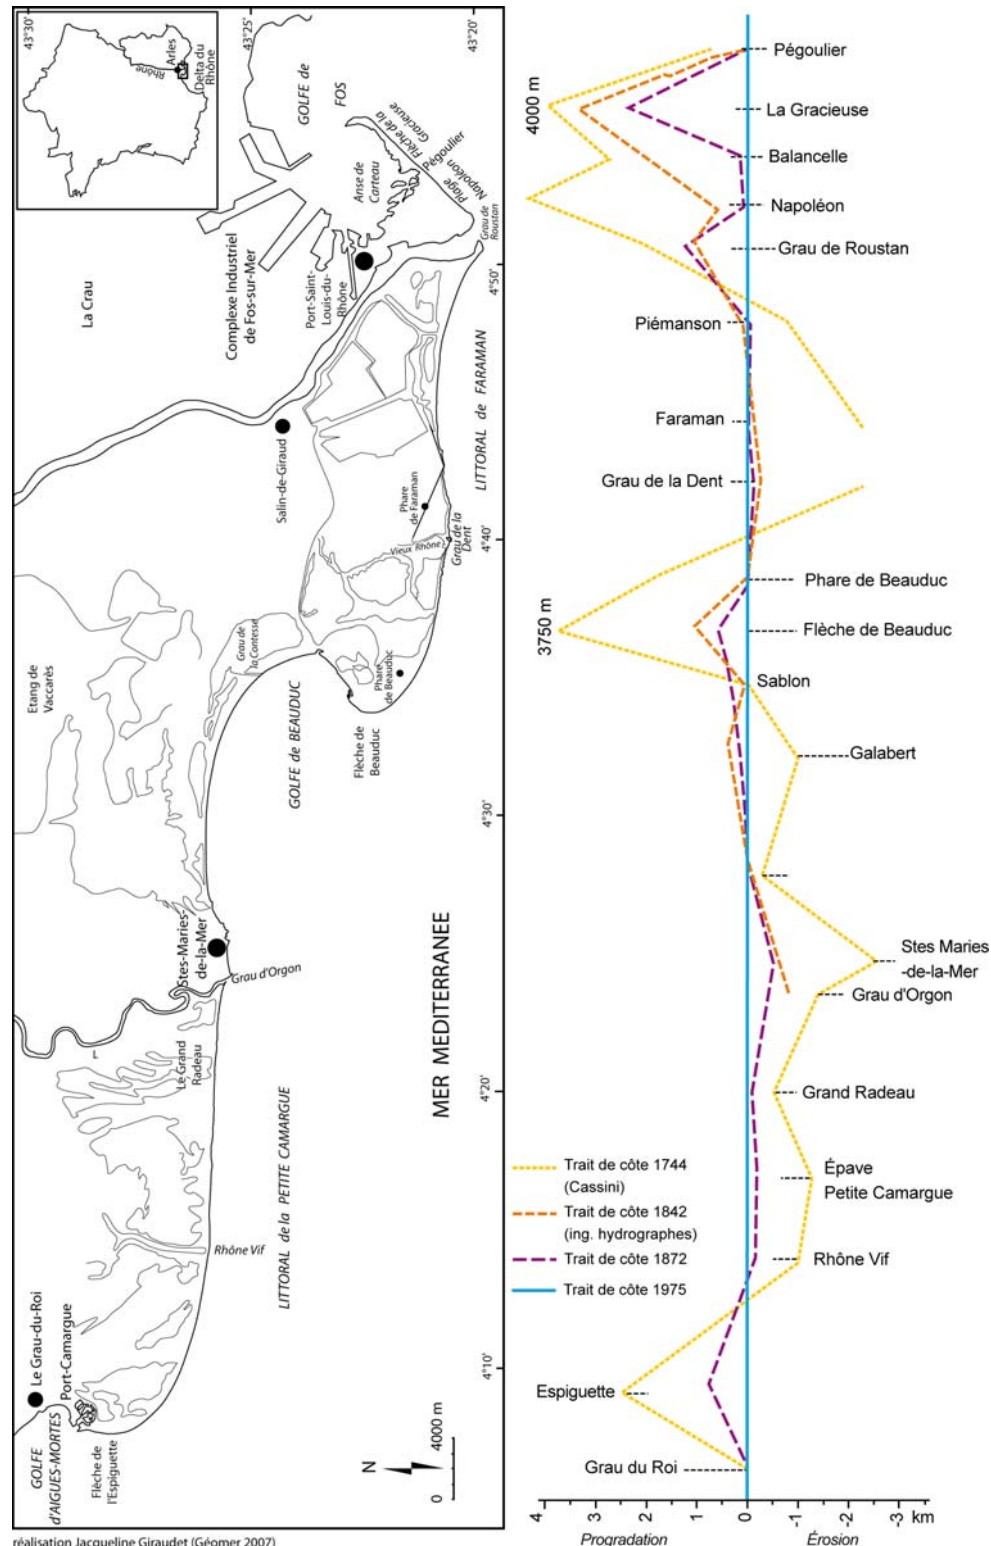 43°30'
43°25'
43°20'
Rhône
Arles
Delta du
Rhône
GOLFE DE
FOS
La Crau
Complexe Industriel
de Fos-sur-Mer
Port-Saint-
Louis-du-
Rhône
Anse de
Carteau
Flèche de la
Gracieuse
Pégoulier
Plage
Napoléon
Grau de
Roustan
4°50'
Salin-de-Giraud
LITTORAL de FARAMAN
Phare
de Faraman
Vieux Rhône
Grau de la
Dent
4°40'
Etang de
Vaccarès
Grau de
la Contesse
Phare
de Beauduc
Flèche de
Beauduc
GOLFE de BEAUDUC
4°30'
Stes-Maries-
de-la-Mer
Grau d'Orgon
MER MEDITERRANEE
L
Le Grand
Radeau
4°20'
LITTORAL de la PETITE CAMARGUE
Rhône Vif
Le Grau-du-Roi
Port-Camargue
GOLFE
d'AIGUES-MORTES
Flèche de
l'Espiguette
4°10'
N
0 4000 m
réalisation Jacqueline Giraudet (Géomer 2007)
4000 m
Pégoulier
La Gracieuse
Balancelle
Napoléon
Grau de Roustan
Piémanson
Faraman
Grau de la Dent
Phare de Beauduc
3750 m
Flèche de Beauduc
Sablon
Galabert
Stes Maries
-de-la-Mer
Grau d'Orgon
Grand Radeau
Épave
Petite Camargue
Rhône Vif
Espiguette
Grau du Roi
Trait de côte 1744
(Cassini)
Trait de côte 1842
(ing. hydrographes)
Trait de côte 1872
Trait de côte 1975
4 3 2 1 0 -1 -2 -3 km
Progradation Érosion